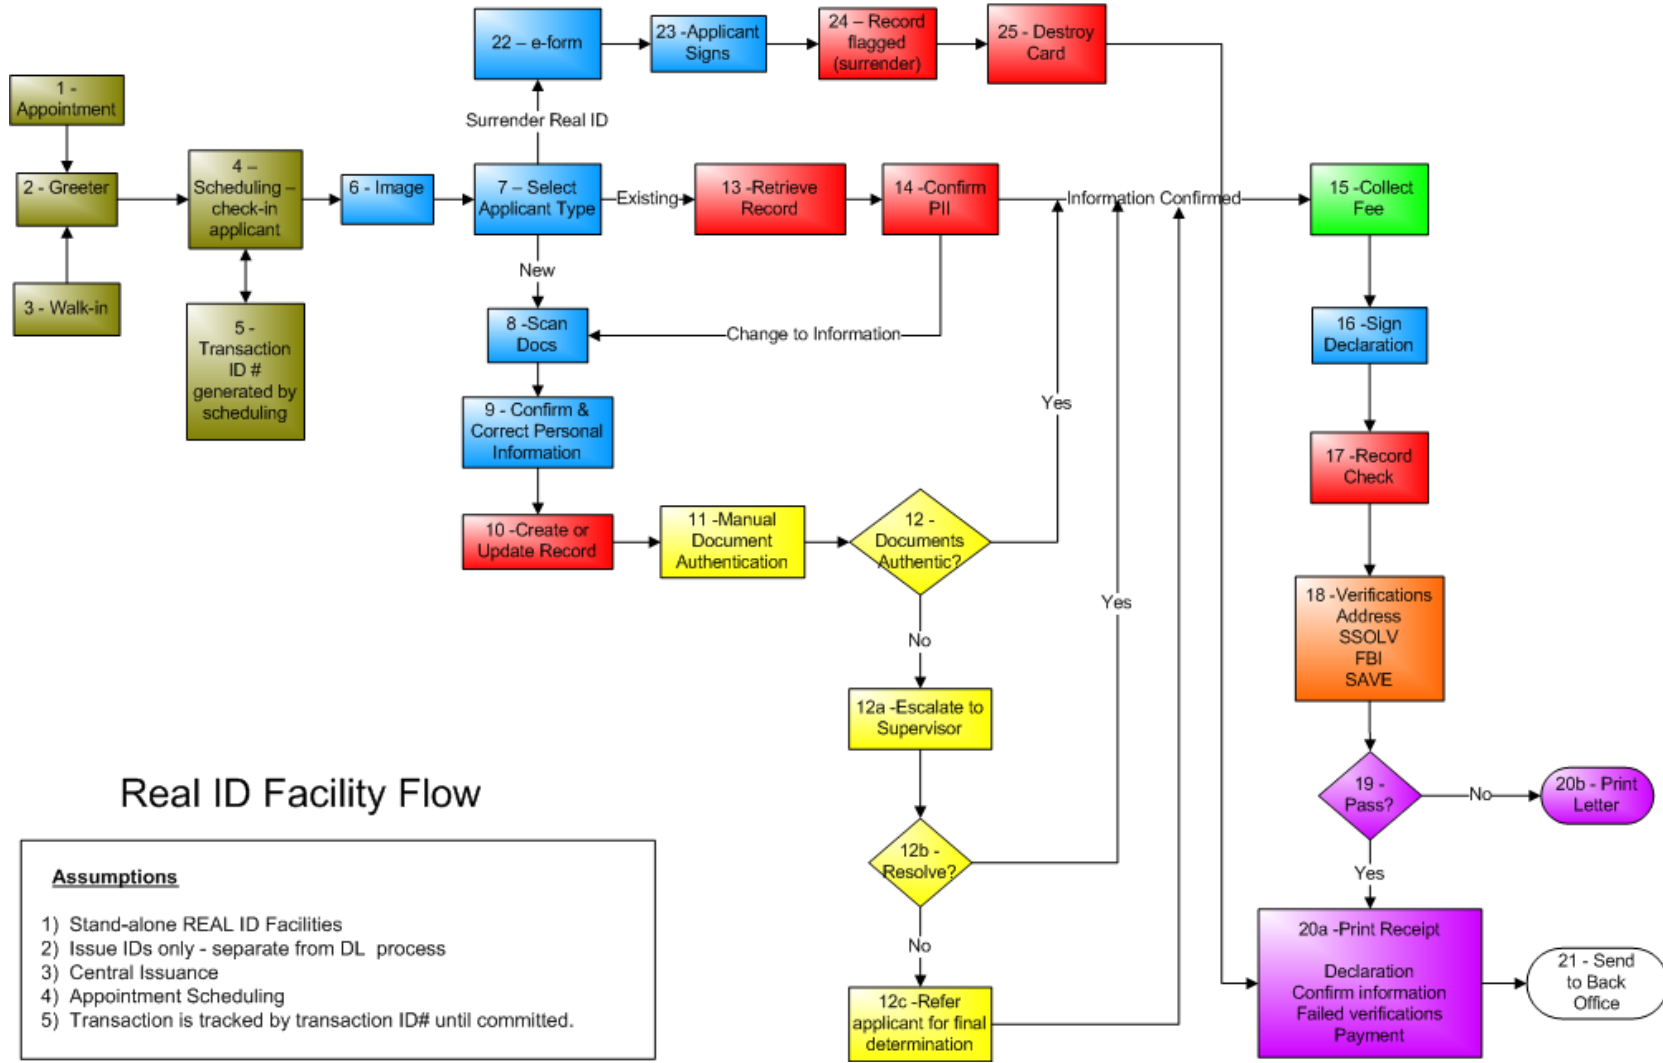 22 – e-form
23 -Applicant
Signs
24 – Record
flagged
(surrender)
25 - Destroy
Card
1 -
Appointment
Surrender Real ID
2 - Greeter
4 –
Scheduling –
check-in
applicant
6 - Image
7 – Select
Applicant Type
Existing
13 -Retrieve
Record
14 -Confirm
PII
Information Confirmed
15 -Collect
Fee
New
3 - Walk-in
5 -
Transaction
ID #
generated by
scheduling
8 -Scan
Docs
Change to Information
16 -Sign
Declaration
9 - Confirm &
Correct Personal
Information
Yes
17 -Record
Check
10 -Create or
Update Record
11 -Manual
Document
Authentication
12 -
Documents
Authentic?
Yes
18 -Verifications
Address
SSOLV
FBI
SAVE
No
12a -Escalate to
Supervisor
19 -
Pass?
No
20b - Print
Letter
12b -
Resolve?
Yes
No
20a -Print Receipt
Declaration
Confirm information
Failed verifications
Payment
21 - Send
to Back
Office
12c -Refer
applicant for final
determination
Real ID Facility Flow
Assumptions
1) Stand-alone REAL ID Facilities
2) Issue IDs only - separate from DL process
3) Central Issuance
4) Appointment Scheduling
5) Transaction is tracked by transaction ID# until committed.